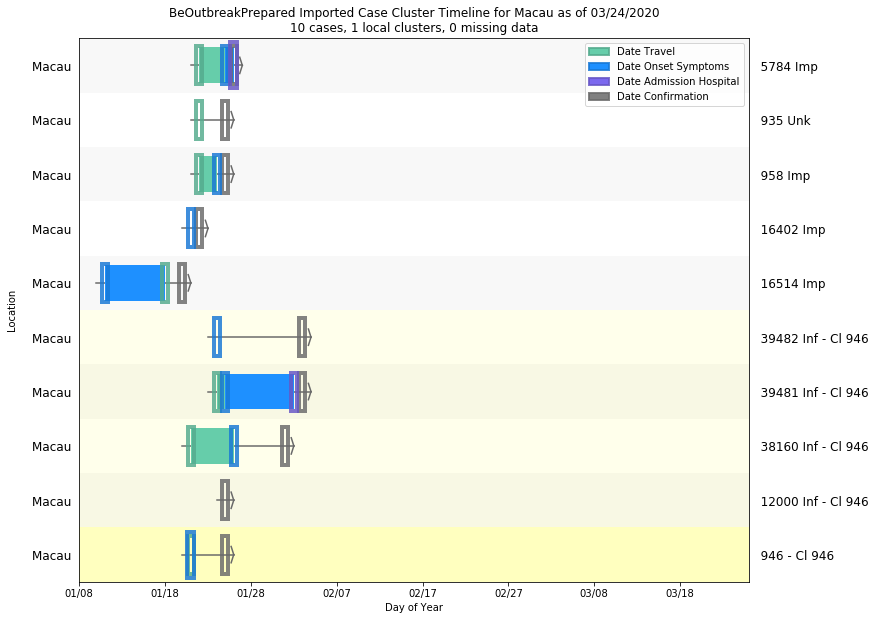 BeOutbreakPrepared Imported Case Cluster Timeline for Macau as of 03/24/2020
10 cases, 1 local clusters, 0 missing data
Date Travel
Date Onset Symptoms
Date Admission Hospital
Date Confirmation
Macau 5784 Imp
Macau 935 Unk
Macau 958 Imp
Macau 16402 Imp
Macau 16514 Imp
Macau 39482 Inf - Cl 946
Macau 39481 Inf - Cl 946
Macau 38160 Inf - Cl 946
Macau 12000 Inf - Cl 946
Macau 946 - Cl 946
Location
01/08 01/18 01/28 02/07 02/17 02/27 03/08 03/18
Day of Year